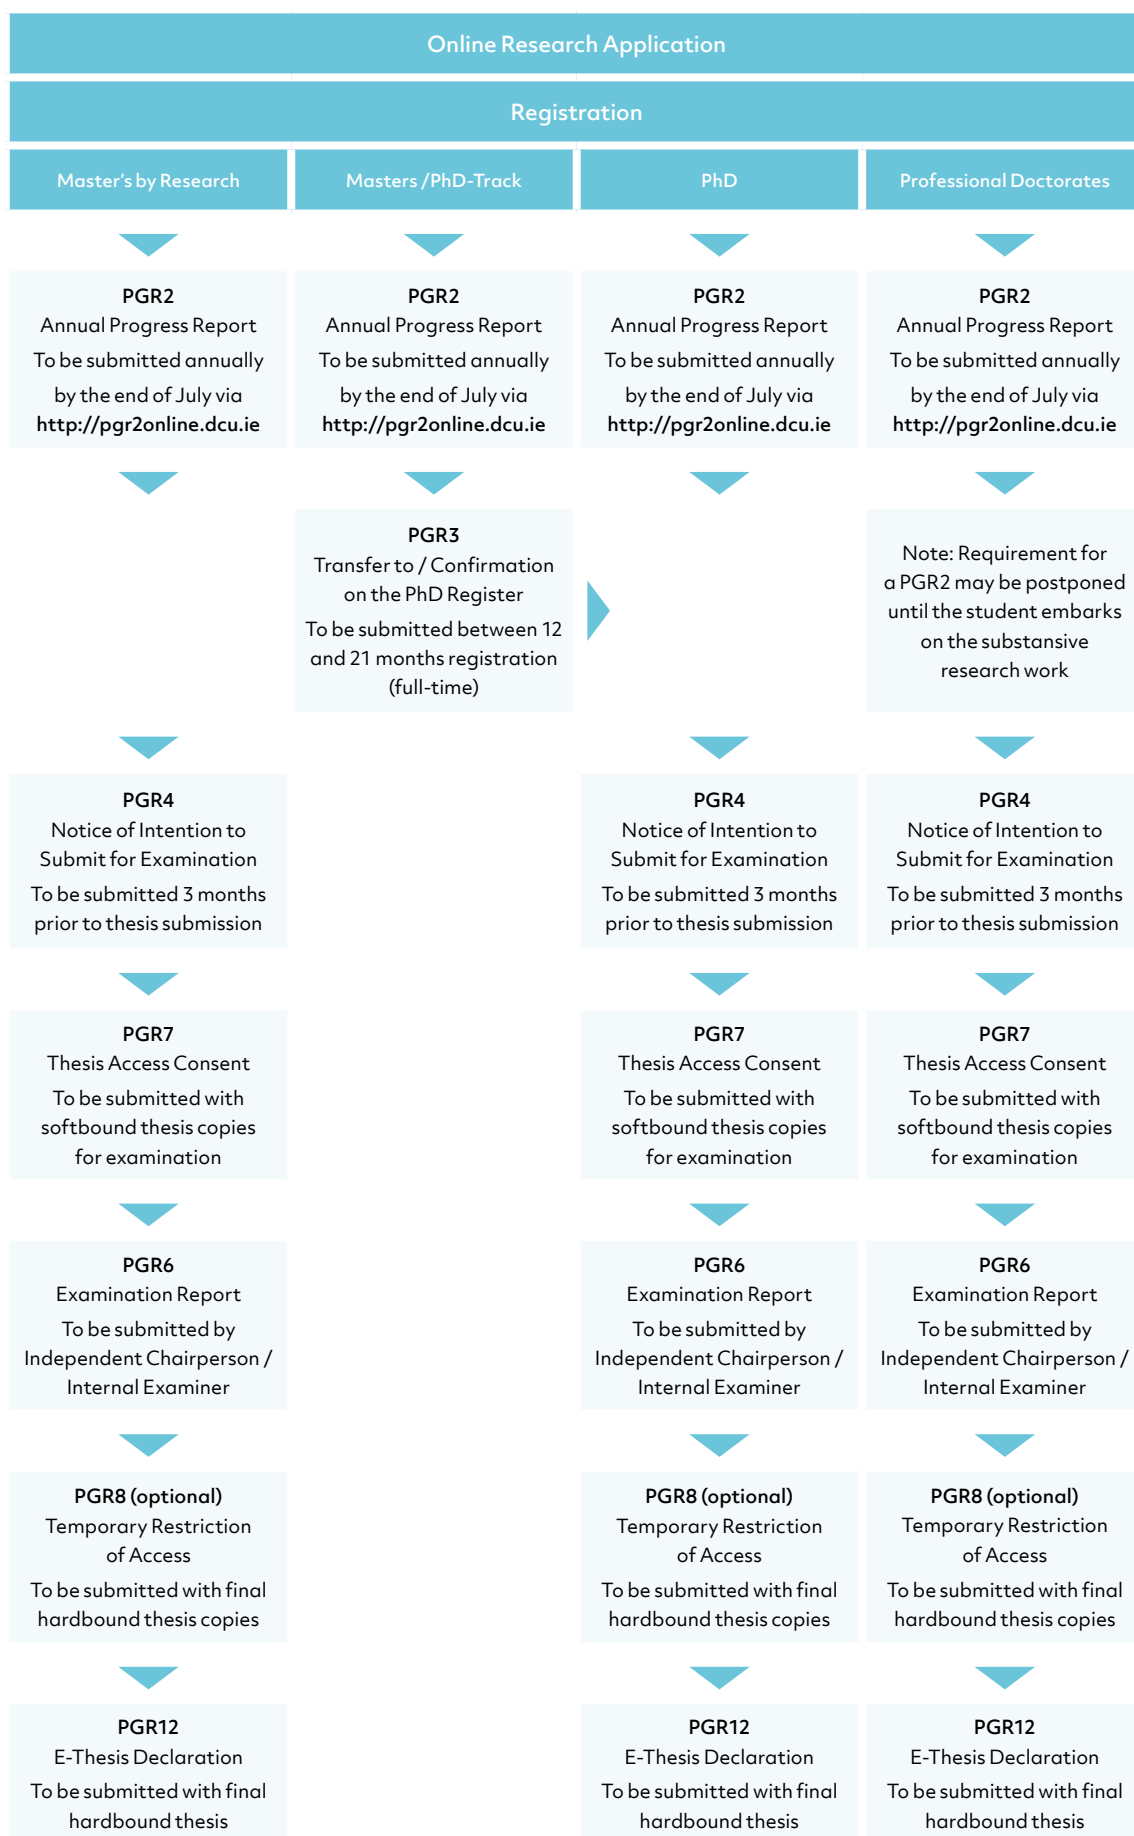 Online Research Application
Registration
Master's by Research
Masters /PhD-Track
PhD
Professional Doctorates
PGR2
Annual Progress Report
To be submitted annually
by the end of July via
http://pgr2online.dcu.ie
PGR2
Annual Progress Report
To be submitted annually
by the end of July via
http://pgr2online.dcu.ie
PGR2
Annual Progress Report
To be submitted annually
by the end of July via
http://pgr2online.dcu.ie
PGR2
Annual Progress Report
To be submitted annually
by the end of July via
http://pgr2online.dcu.ie
PGR3
Transfer to / Confirmation
on the PhD Register
To be submitted between 12
and 21 months registration
(full-time)
Note: Requirement for
a PGR2 may be postponed
until the student embarks
on the substansive
research work
PGR4
Notice of Intention to
Submit for Examination
To be submitted 3 months
prior to thesis submission
PGR4
Notice of Intention to
Submit for Examination
To be submitted 3 months
prior to thesis submission
PGR4
Notice of Intention to
Submit for Examination
To be submitted 3 months
prior to thesis submission
PGR7
Thesis Access Consent
To be submitted with
softbound thesis copies
for examination
PGR7
Thesis Access Consent
To be submitted with
softbound thesis copies
for examination
PGR7
Thesis Access Consent
To be submitted with
softbound thesis copies
for examination
PGR6
Examination Report
To be submitted by
Independent Chairperson /
Internal Examiner
PGR6
Examination Report
To be submitted by
Independent Chairperson /
Internal Examiner
PGR6
Examination Report
To be submitted by
Independent Chairperson /
Internal Examiner
PGR8 (optional)
Temporary Restriction
of Access
To be submitted with final
hardbound thesis copies
PGR8 (optional)
Temporary Restriction
of Access
To be submitted with final
hardbound thesis copies
PGR8 (optional)
Temporary Restriction
of Access
To be submitted with final
hardbound thesis copies
PGR12
E-Thesis Declaration
To be submitted with final
hardbound thesis
PGR12
E-Thesis Declaration
To be submitted with final
hardbound thesis
PGR12
E-Thesis Declaration
To be submitted with final
hardbound thesis